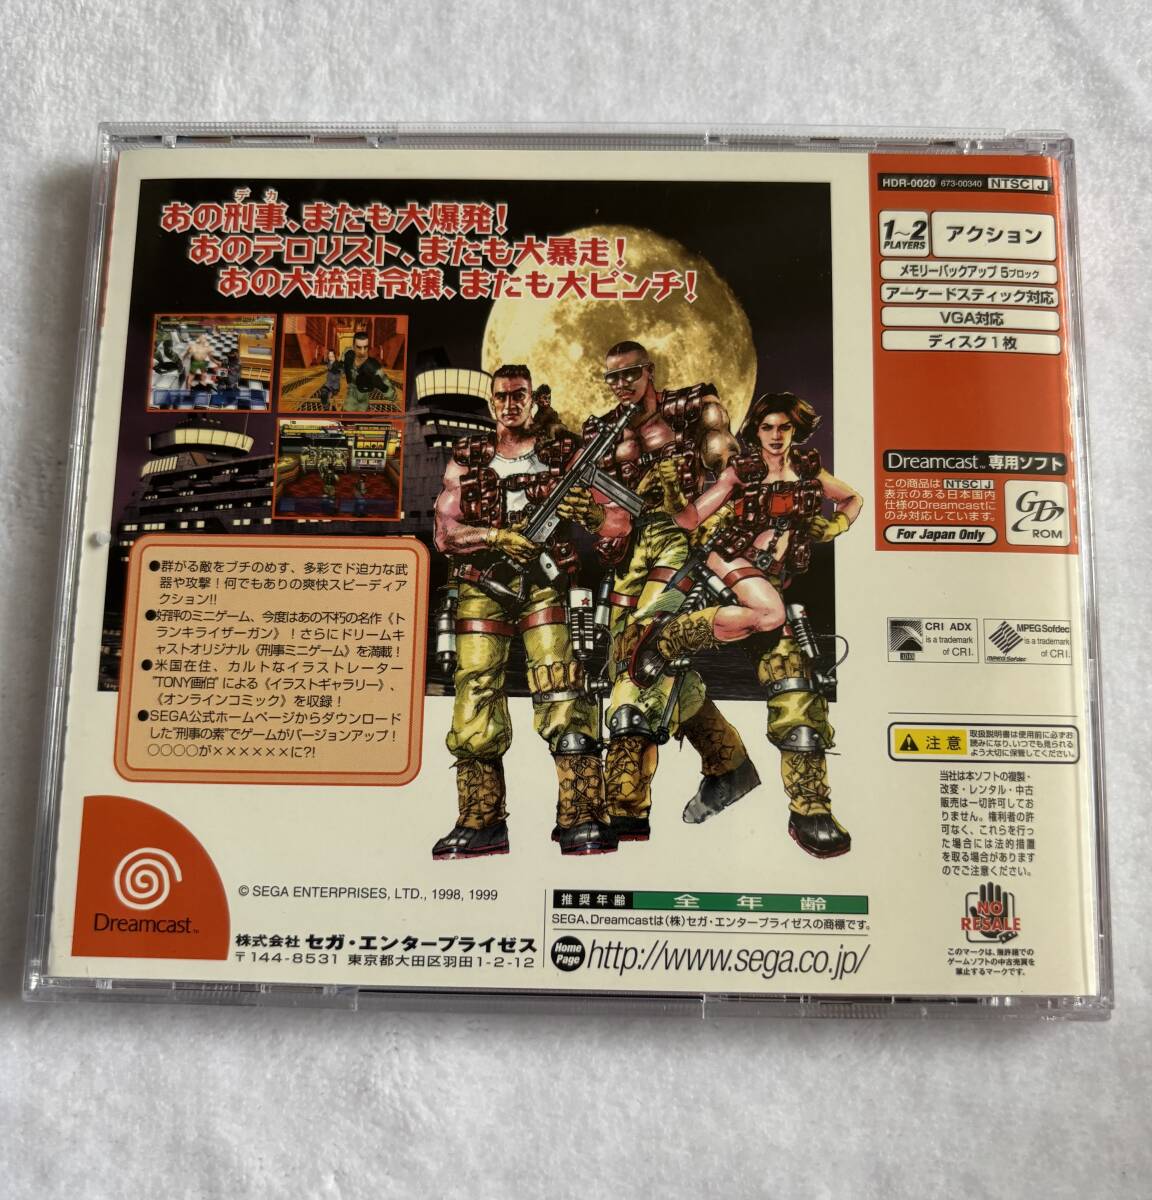 デカ
あの刑事、またも大爆発!
あのテロリスト、またも大暴走!
あの大統領令嬢、またも大ピンチ!
●群がる敵をブチのめす、多彩でド迫力な武
器や攻撃!何でもありの爽快スピーディア
クション!!
●好評のミニゲーム、今度はあの不朽の名作《ト
ランキライザーガン》!さらにドリームキ
ャストオリジナル《刑事ミニゲーム》を満載!
●米国在住、カルトなイラストレーター
"TONY画伯"による《イラストギャラリー》、
《オンラインコミック》を収録!
●SEGA公式ホームページからダウンロード
した"刑事の素"でゲームがバージョンアップ!
○○○○が××××××に?!
Dreamcast™
© SEGA ENTERPRISES, LTD., 1998, 1999
株式会社 セガ・エンタープライゼス
〒144-8531 東京都大田区羽田1-2-12
推奨年齢 全年齢
SEGA、Dreamcastは(株)セガ・エンタープライゼスの商標です。
Home Page http://www.sega.co.jp/
HDR-0020 673-00340 NTSC J
1~2 PLAYERS
アクション
メモリーバックアップ 5ブロック
アーケードスティック対応
VGA対応
ディスク1枚
Dreamcast™ 専用ソフト
この商品は NTSC J
表示のある日本国内
仕様のDreamcastに
のみ対応しています。
For Japan Only
GD ROM
CRI ADX
is a trademark
of CRI.
MPEG Sofdec
is a trademark
of CRI.
注意
取扱説明書は使用前に必ずお
読みになり、いつでも見られる
よう大切に保管してください。
当社は本ソフトの複製・
改変・レンタル・中古
販売は一切許可してお
りません。権利者の許
可なく、これらを行っ
た場合には法的措置
を取る場合があります
のでご注意ください。
NO RESALE
このマークは、無許諾での
ゲームソフトの中古売買を
禁止するマークです。